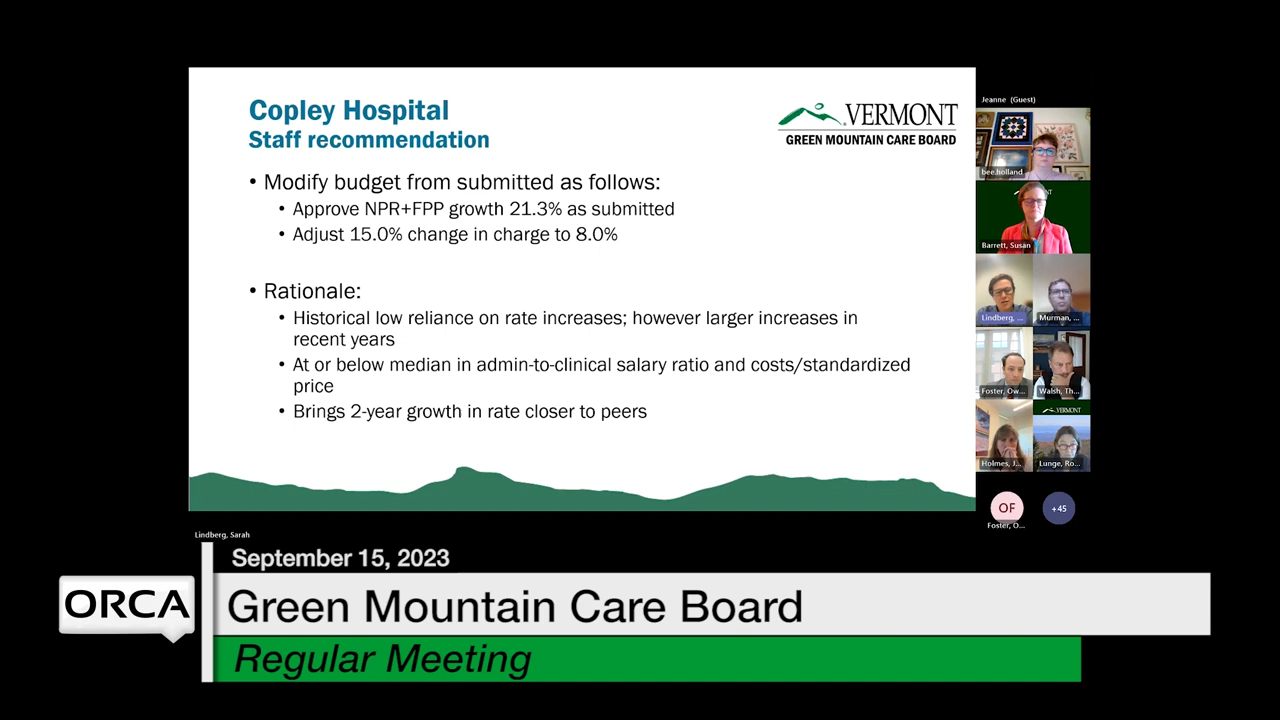 Copley Hospital
Staff recommendation
VERMONT
GREEN MOUNTAIN CARE BOARD
• Modify budget from submitted as follows:
• Approve NPR+FPP growth 21.3% as submitted
• Adjust 15.0% change in charge to 8.0%
• Rationale:
• Historical low reliance on rate increases; however larger increases in
recent years
• At or below median in admin-to-clinical salary ratio and costs/standardized
price
• Brings 2-year growth in rate closer to peers
Jeanne (Guest)
bee.holland
Barrett, Susan
Lindberg, ...
Murman, ...
Foster, Ow...
Walsh, Th...
VERMONT
Holmes, J...
Lunge, Ro...
OF
+45
Foster, O...
Lindberg, Sarah
September 15, 2023
ORCA
Green Mountain Care Board
Regular Meeting